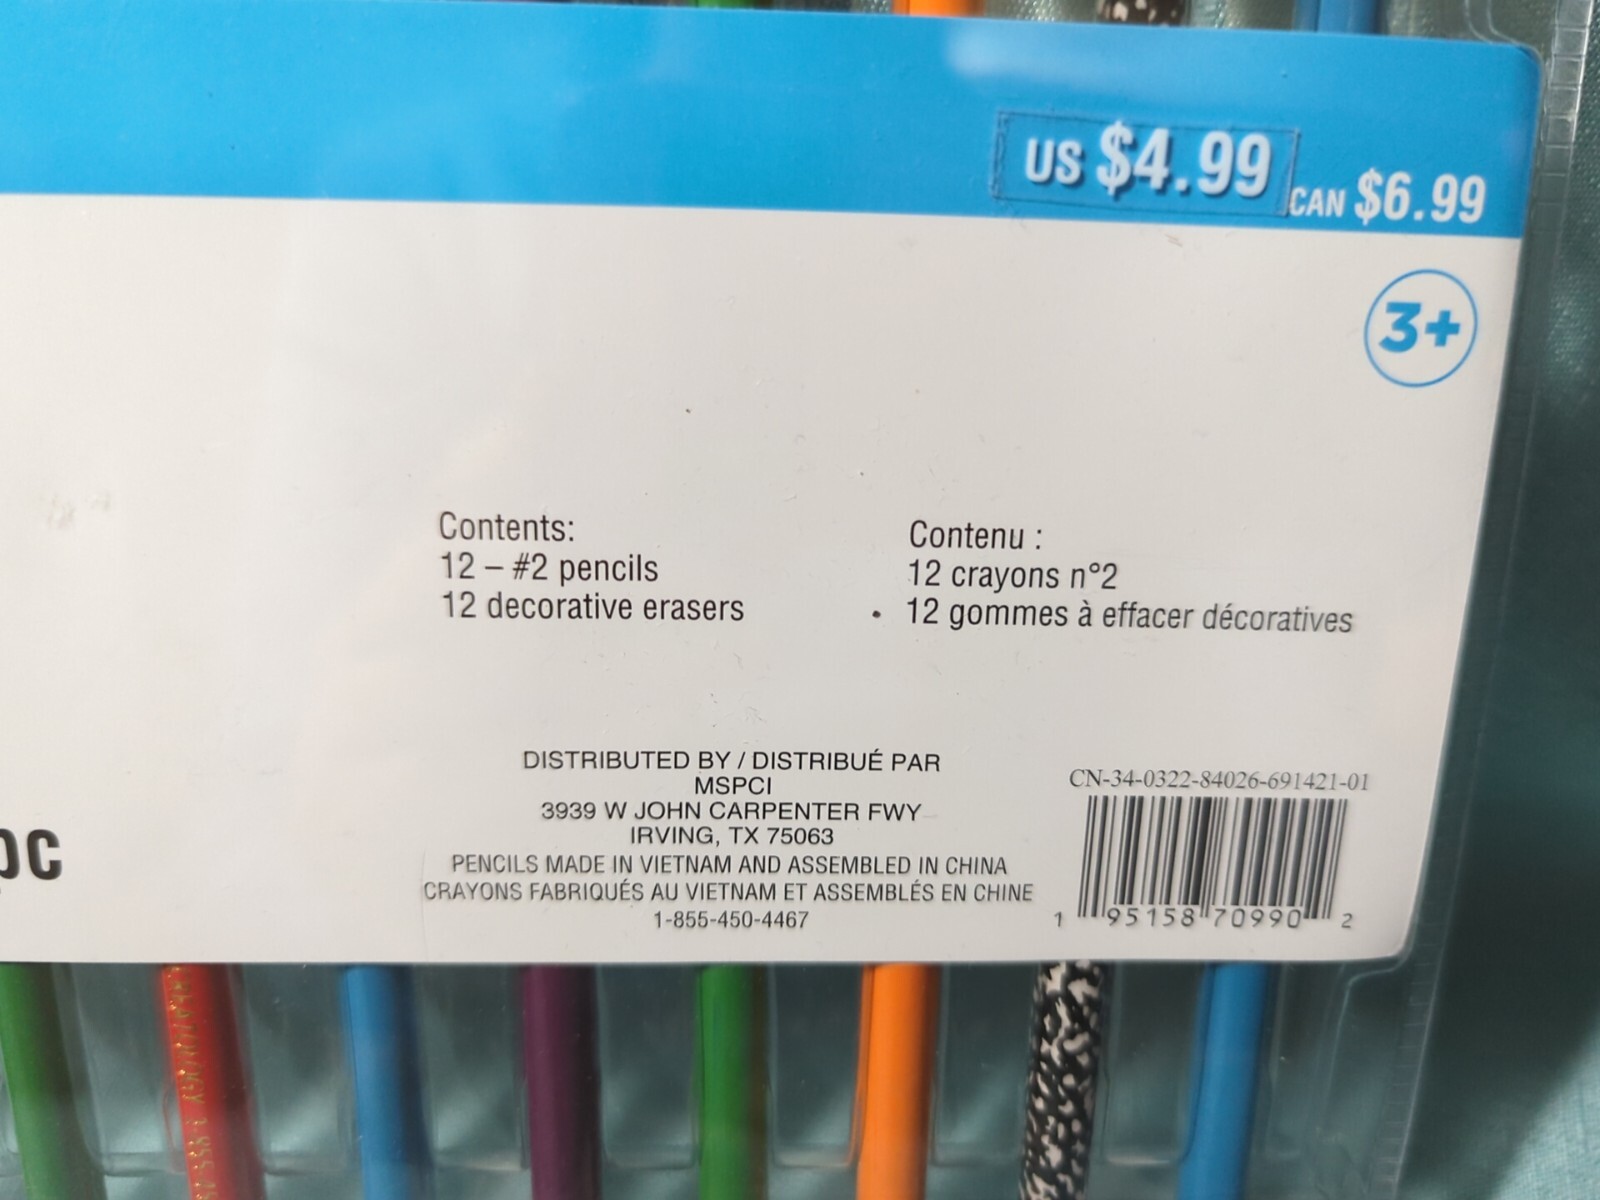 US $4.99 CAN $6.99
3+
Contents:
12 – #2 pencils
12 decorative erasers
Contenu :
12 crayons n°2
12 gommes à effacer décoratives
DISTRIBUTED BY / DISTRIBUÉ PAR
MSPCI
3939 W JOHN CARPENTER FWY
IRVING, TX 75063
PENCILS MADE IN VIETNAM AND ASSEMBLED IN CHINA
CRAYONS FABRIQUÉS AU VIETNAM ET ASSEMBLÉS EN CHINE
1-855-450-4467
CN-34-0322-84026-691421-01
1 95158 70990 2
pc